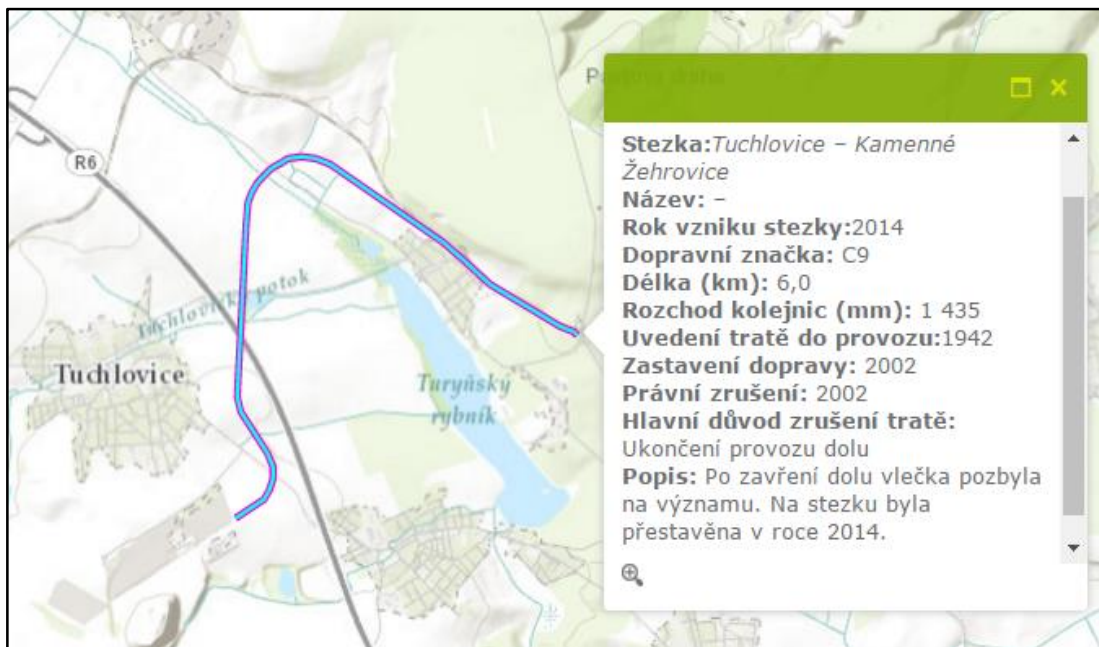 R6
Tuchlovický potok
Tuchlovice
Turyňský
rybník
Stezka:Tuchlovice – Kamenné
Žehrovice
Název: –
Rok vzniku stezky:2014
Dopravní značka: C9
Délka (km): 6,0
Rozchod kolejnic (mm): 1 435
Uvedení tratě do provozu:1942
Zastavení dopravy: 2002
Právní zrušení: 2002
Hlavní důvod zrušení tratě:
Ukončení provozu dolu
Popis: Po zavření dolu vlečka pozbyla
na významu. Na stezku byla
přestavěna v roce 2014.